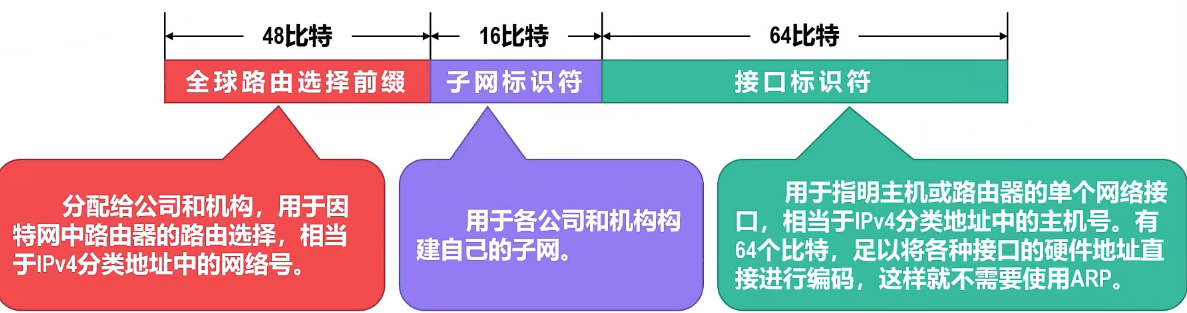 48比特 16比特 64比特
全球路由选择前缀 子网标识符 接口标识符
分配给公司和机构，用于因
特网中路由器的路由选择，相当
于IPv4分类地址中的网络号。
用于各公司和机构构
建自己的子网。
用于指明主机或路由器的单个网络接
口，相当于IPv4分类地址中的主机号。有
64个比特，足以将各种接口的硬件地址直
接进行编码，这样就不需要使用ARP。